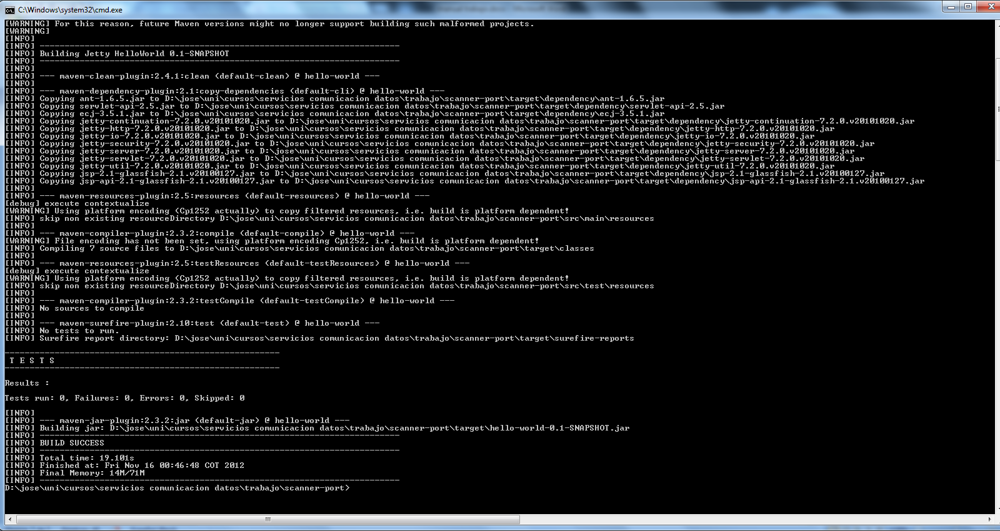 C:\Windows\system32\cmd.exe
[WARNING] For this reason, future Maven versions might no longer support building such malformed projects.
[WARNING]
[INFO]
[INFO] ------------------------------------------------------------------------
[INFO] Building Jetty HelloWorld 0.1-SNAPSHOT
[INFO] ------------------------------------------------------------------------
[INFO]
[INFO] --- maven-clean-plugin:2.4.1:clean (default-clean) @ hello-world ---
[INFO]
[INFO] --- maven-dependency-plugin:2.1:copy-dependencies (default-cli) @ hello-world ---
[INFO] Copying ant-1.6.5.jar to D:\jose\uni\cursos\servicios comunicacion datos\trabajo\scanner-port\target\dependency\ant-1.6.5.jar
[INFO] Copying servlet-api-2.5.jar to D:\jose\uni\cursos\servicios comunicacion datos\trabajo\scanner-port\target\dependency\servlet-api-2.5.jar
[INFO] Copying ecj-3.5.1.jar to D:\jose\uni\cursos\servicios comunicacion datos\trabajo\scanner-port\target\dependency\ecj-3.5.1.jar
[INFO] Copying jetty-continuation-7.2.0.v20101020.jar to D:\jose\uni\cursos\servicios comunicacion datos\trabajo\scanner-port\target\dependency\jetty-continuation-7.2.0.v20101020.jar
[INFO] Copying jetty-http-7.2.0.v20101020.jar to D:\jose\uni\cursos\servicios comunicacion datos\trabajo\scanner-port\target\dependency\jetty-http-7.2.0.v20101020.jar
[INFO] Copying jetty-io-7.2.0.v20101020.jar to D:\jose\uni\cursos\servicios comunicacion datos\trabajo\scanner-port\target\dependency\jetty-io-7.2.0.v20101020.jar
[INFO] Copying jetty-security-7.2.0.v20101020.jar to D:\jose\uni\cursos\servicios comunicacion datos\trabajo\scanner-port\target\dependency\jetty-security-7.2.0.v20101020.jar
[INFO] Copying jetty-server-7.2.0.v20101020.jar to D:\jose\uni\cursos\servicios comunicacion datos\trabajo\scanner-port\target\dependency\jetty-server-7.2.0.v20101020.jar
[INFO] Copying jetty-servlet-7.2.0.v20101020.jar to D:\jose\uni\cursos\servicios comunicacion datos\trabajo\scanner-port\target\dependency\jetty-servlet-7.2.0.v20101020.jar
[INFO] Copying jetty-util-7.2.0.v20101020.jar to D:\jose\uni\cursos\servicios comunicacion datos\trabajo\scanner-port\target\dependency\jetty-util-7.2.0.v20101020.jar
[INFO] Copying jsp-2.1-glassfish-2.1.v20100127.jar to D:\jose\uni\cursos\servicios comunicacion datos\trabajo\scanner-port\target\dependency\jsp-2.1-glassfish-2.1.v20100127.jar
[INFO] Copying jsp-api-2.1-glassfish-2.1.v20100127.jar to D:\jose\uni\cursos\servicios comunicacion datos\trabajo\scanner-port\target\dependency\jsp-api-2.1-glassfish-2.1.v20100127.jar
[INFO]
[INFO] --- maven-resources-plugin:2.5:resources (default-resources) @ hello-world ---
[debug] execute contextualize
[WARNING] Using platform encoding (Cp1252 actually) to copy filtered resources, i.e. build is platform dependent!
[INFO] skip non existing resourceDirectory D:\jose\uni\cursos\servicios comunicacion datos\trabajo\scanner-port\src\main\resources
[INFO]
[INFO] --- maven-compiler-plugin:2.3.2:compile (default-compile) @ hello-world ---
[WARNING] File encoding has not been set, using platform encoding Cp1252, i.e. build is platform dependent!
[INFO] Compiling 7 source files to D:\jose\uni\cursos\servicios comunicacion datos\trabajo\scanner-port\target\classes
[INFO]
[INFO] --- maven-resources-plugin:2.5:testResources (default-testResources) @ hello-world ---
[debug] execute contextualize
[WARNING] Using platform encoding (Cp1252 actually) to copy filtered resources, i.e. build is platform dependent!
[INFO] skip non existing resourceDirectory D:\jose\uni\cursos\servicios comunicacion datos\trabajo\scanner-port\src\test\resources
[INFO]
[INFO] --- maven-compiler-plugin:2.3.2:testCompile (default-testCompile) @ hello-world ---
[INFO] No sources to compile
[INFO]
[INFO] --- maven-surefire-plugin:2.10:test (default-test) @ hello-world ---
[INFO] No tests to run.
[INFO] Surefire report directory: D:\jose\uni\cursos\servicios comunicacion datos\trabajo\scanner-port\target\surefire-reports
-------------------------------------------------------
T E S T S
-------------------------------------------------------
Results :
Tests run: 0, Failures: 0, Errors: 0, Skipped: 0
[INFO]
[INFO] --- maven-jar-plugin:2.3.2:jar (default-jar) @ hello-world ---
[INFO] Building jar: D:\jose\uni\cursos\servicios comunicacion datos\trabajo\scanner-port\target\hello-world-0.1-SNAPSHOT.jar
[INFO] ------------------------------------------------------------------------
[INFO] BUILD SUCCESS
[INFO] ------------------------------------------------------------------------
[INFO] Total time: 19.101s
[INFO] Finished at: Fri Nov 16 00:46:48 COT 2012
[INFO] Final Memory: 14M/71M
[INFO] ------------------------------------------------------------------------
D:\jose\uni\cursos\servicios comunicacion datos\trabajo\scanner-port>